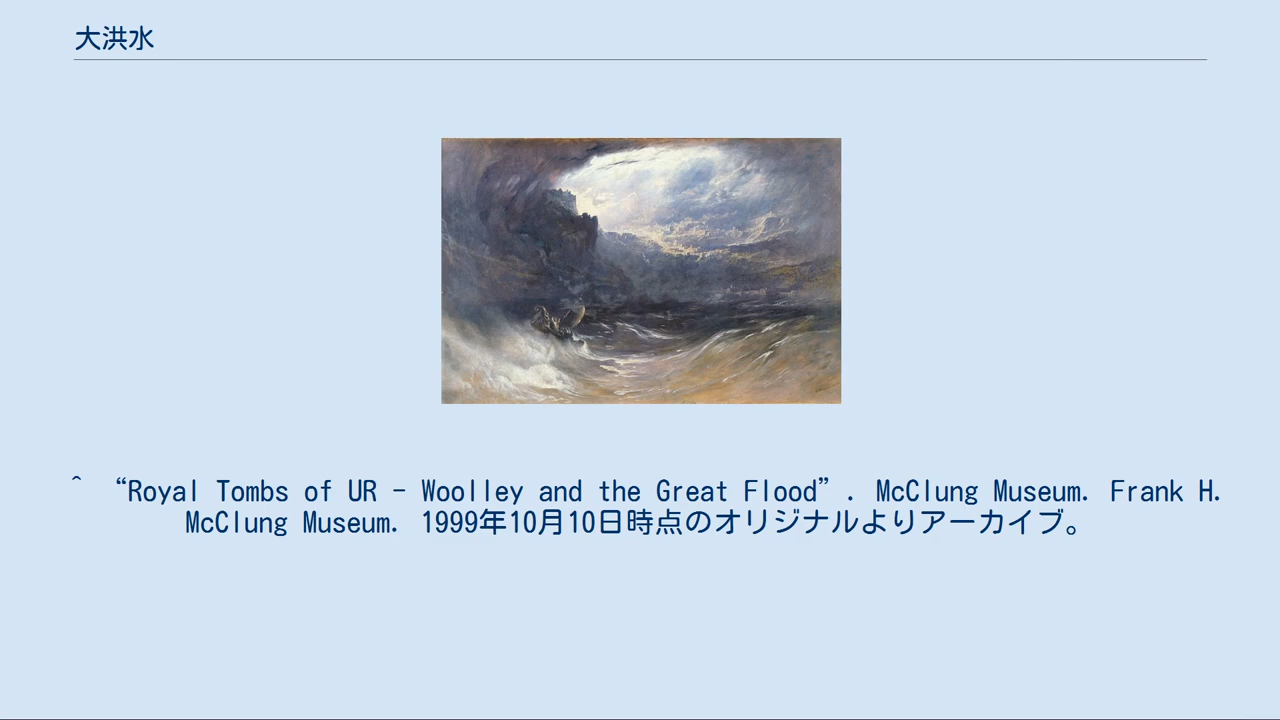 大洪水
^ “Royal Tombs of UR - Woolley and the Great Flood”. McClung Museum. Frank H.
McClung Museum. 1999年10月10日時点のオリジナルよりアーカイブ。